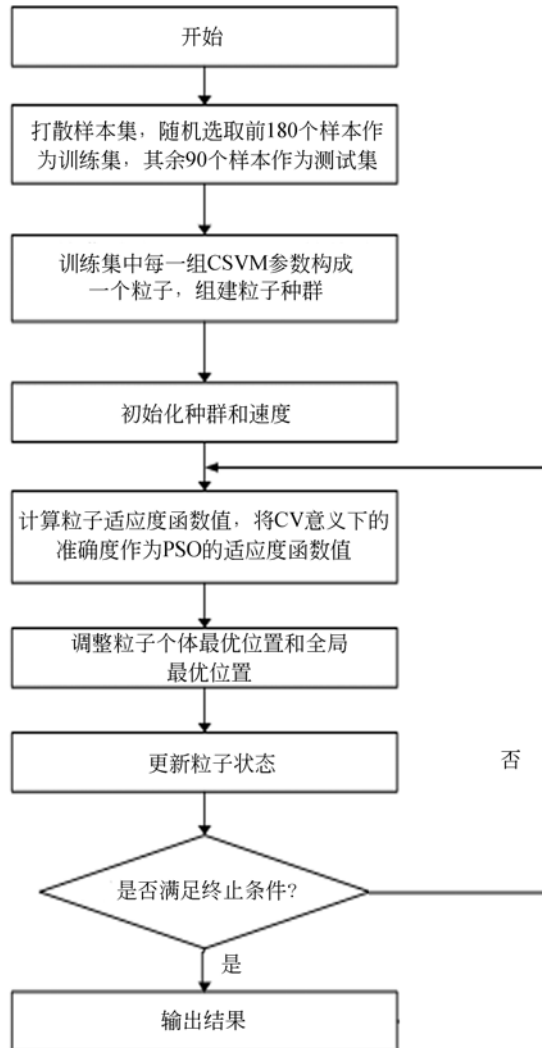 开始
打散样本集，随机选取前180个样本作
为训练集，其余90个样本作为测试集
训练集中每一组CSVM参数构成
一个粒子，组建粒子种群
初始化种群和速度
计算粒子适应度函数值，将CV意义下的
准确度作为PSO的适应度函数值
调整粒子个体最优位置和全局
最优位置
更新粒子状态
否
是否满足终止条件?
是
输出结果